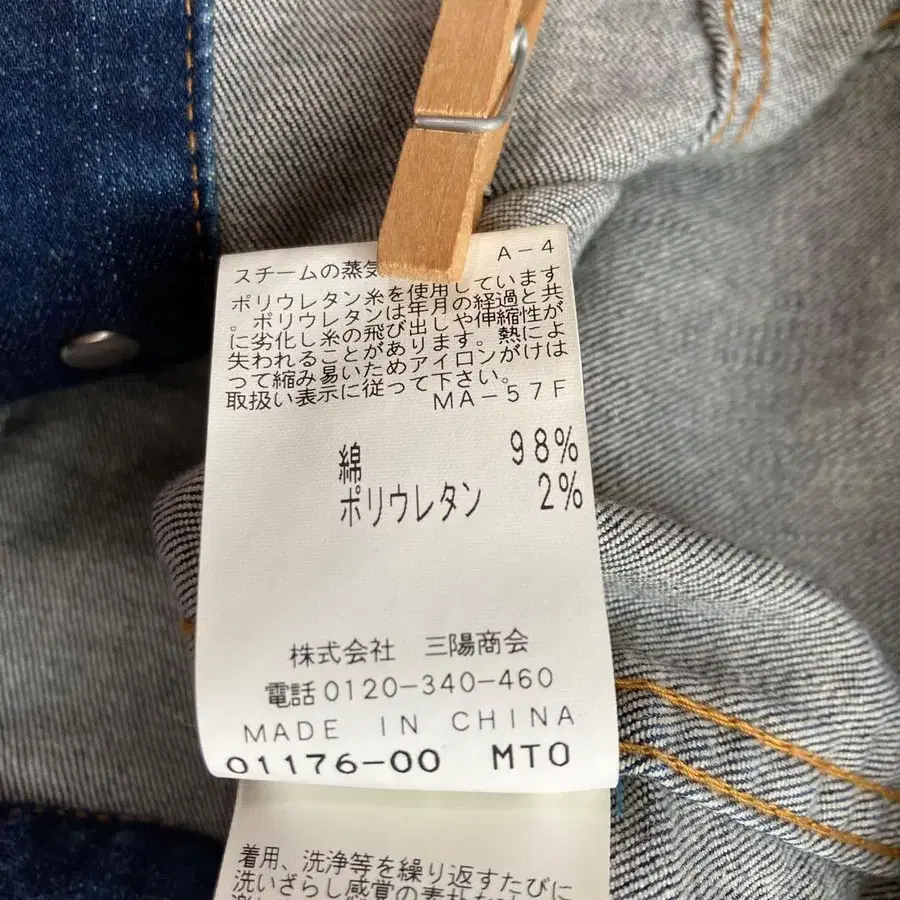 A-4
スチームの蒸気
ポリウレタン糸を使用しています
。ポリウレタンは年月の経過と共
に劣化し糸の飛び出しや伸縮性が
失われることがあります。熱によ
って縮み易いためアイロンがけは
取扱い表示に従って下さい。
MA-57F
綿 98%
ポリウレタン 2%
株式会社 三陽商会
電話0120-340-460
MADE IN CHINA
01176-00 MTO
着用、洗浄等を繰り返すたびに
洗いざらし感覚の素朴な